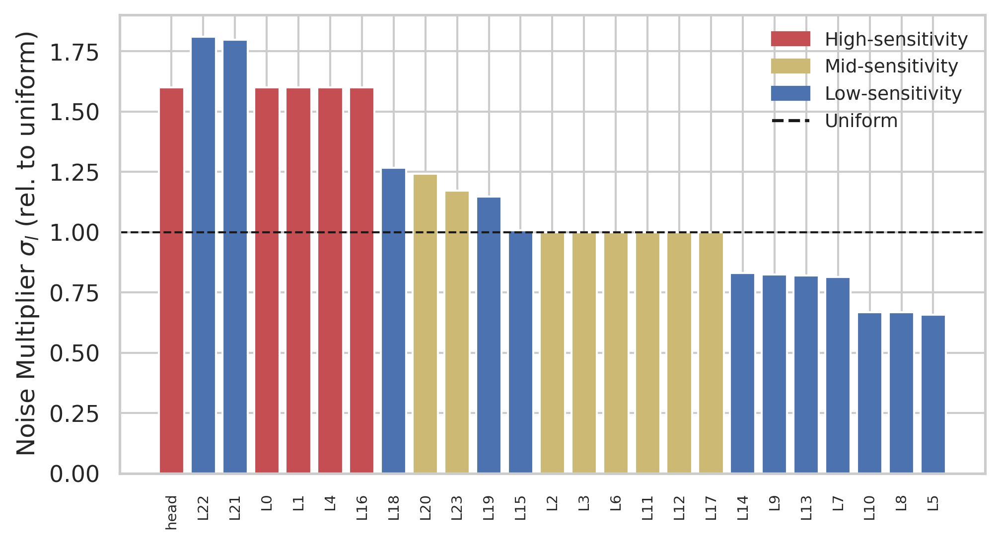 Noise Multiplier σ_l (rel. to uniform)
1.75
1.50
1.25
1.00
0.75
0.50
0.25
0.00
High-sensitivity
Mid-sensitivity
Low-sensitivity
Uniform
head L22 L21 L0 L1 L4 L16 L18 L20 L23 L19 L15 L2 L3 L6 L11 L12 L17 L14 L9 L13 L7 L10 L8 L5